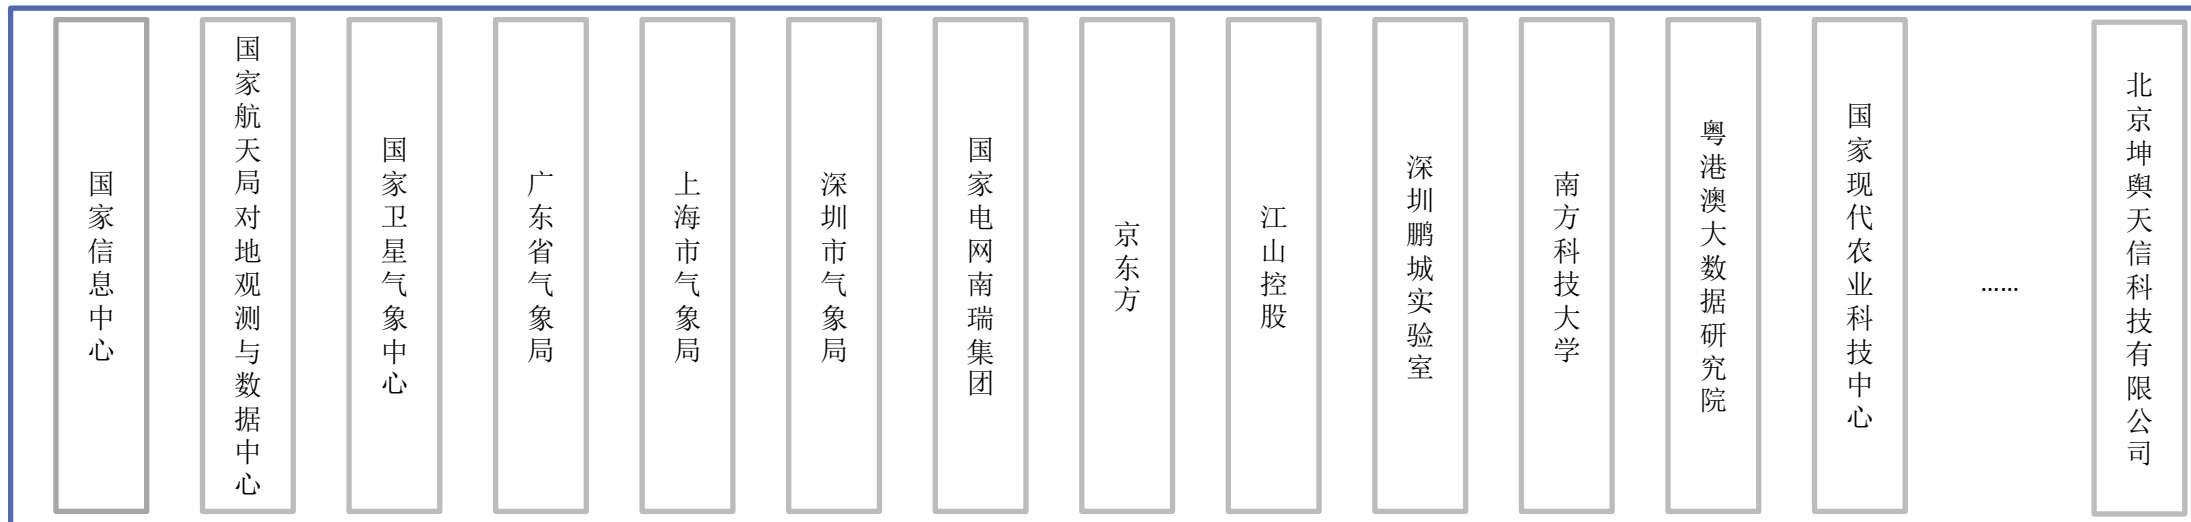 国家信息中心
国家航天局对地观测与数据中心
国家卫星气象中心
广东省气象局
上海市气象局
深圳市气象局
国家电网南瑞集团
京东方
江山控股
深圳鹏城实验室
南方科技大学
粤港澳大数据研究院
国家现代农业科技中心
……
北京坤舆天信科技有限公司